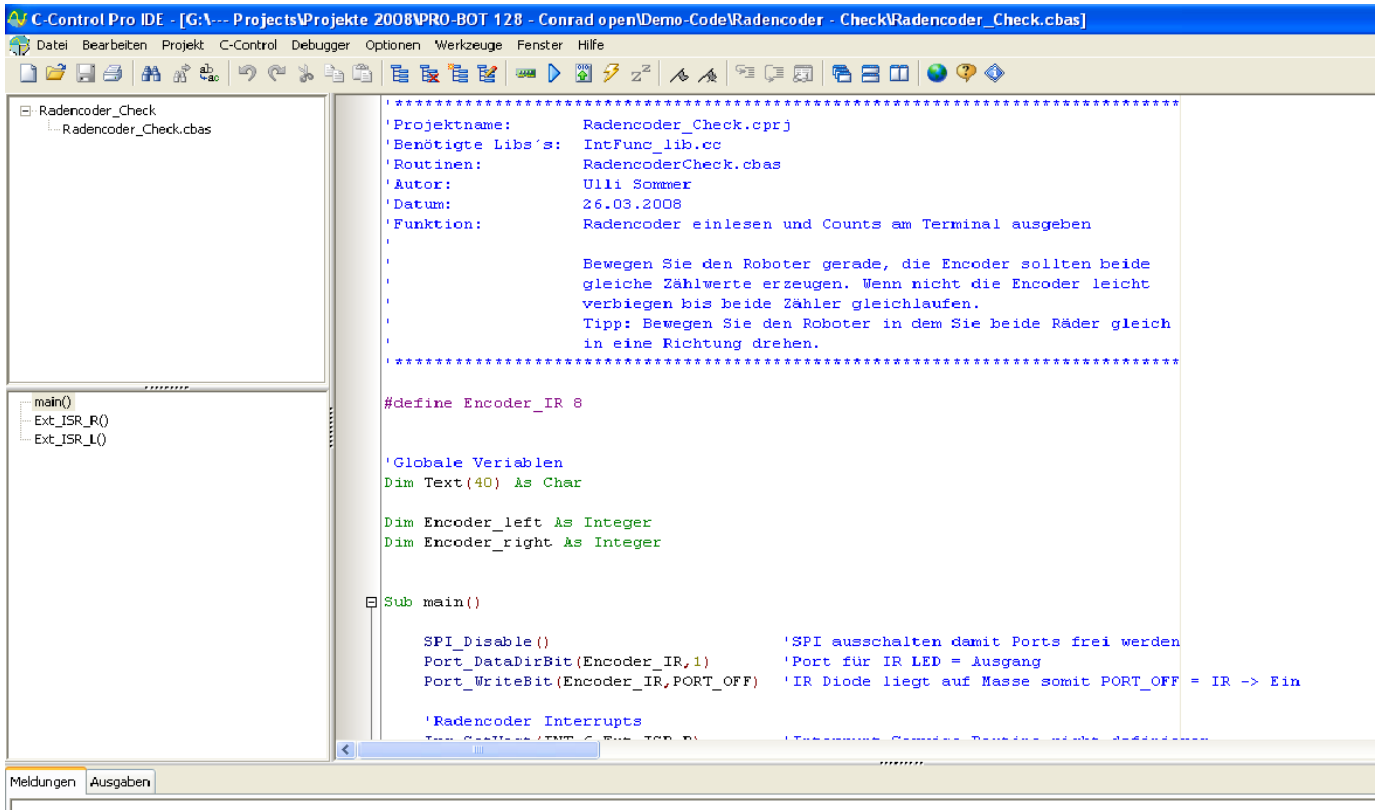 C-Control Pro IDE - [G:\--- Projects\Projekte 2008\PRO-BOT 128 - Conrad open\Demo-Code\Radencoder - Check\Radencoder_Check.cbas]
Datei Bearbeiten Projekt C-Control Debugger Optionen Werkzeuge Fenster Hilfe
Radencoder_Check
Radencoder_Check.cbas
main()
Ext_ISR_R()
Ext_ISR_L()
'******************************************************************************
'Projektname: Radencoder_Check.cprj
'Benötigte Libs´s: IntFunc_lib.cc
'Routinen: RadencoderCheck.cbas
'Autor: Ulli Sommer
'Datum: 26.03.2008
'Funktion: Radencoder einlesen und Counts am Terminal ausgeben
'
' Bewegen Sie den Roboter gerade, die Encoder sollten beide
' gleiche Zählwerte erzeugen. Wenn nicht die Encoder leicht
' verbiegen bis beide Zähler gleichlaufen.
' Tipp: Bewegen Sie den Roboter in dem Sie beide Räder gleich
' in eine Richtung drehen.
'******************************************************************************
#define Encoder_IR 8
'Globale Veriablen
Dim Text(40) As Char
Dim Encoder_left As Integer
Dim Encoder_right As Integer
Sub main()
SPI_Disable() 'SPI ausschalten damit Ports frei werden
Port_DataDirBit(Encoder_IR,1) 'Port für IR LED = Ausgang
Port_WriteBit(Encoder_IR,PORT_OFF) 'IR Diode liegt auf Masse somit PORT_OFF = IR -> Ein
'Radencoder Interrupts
Meldungen Ausgaben